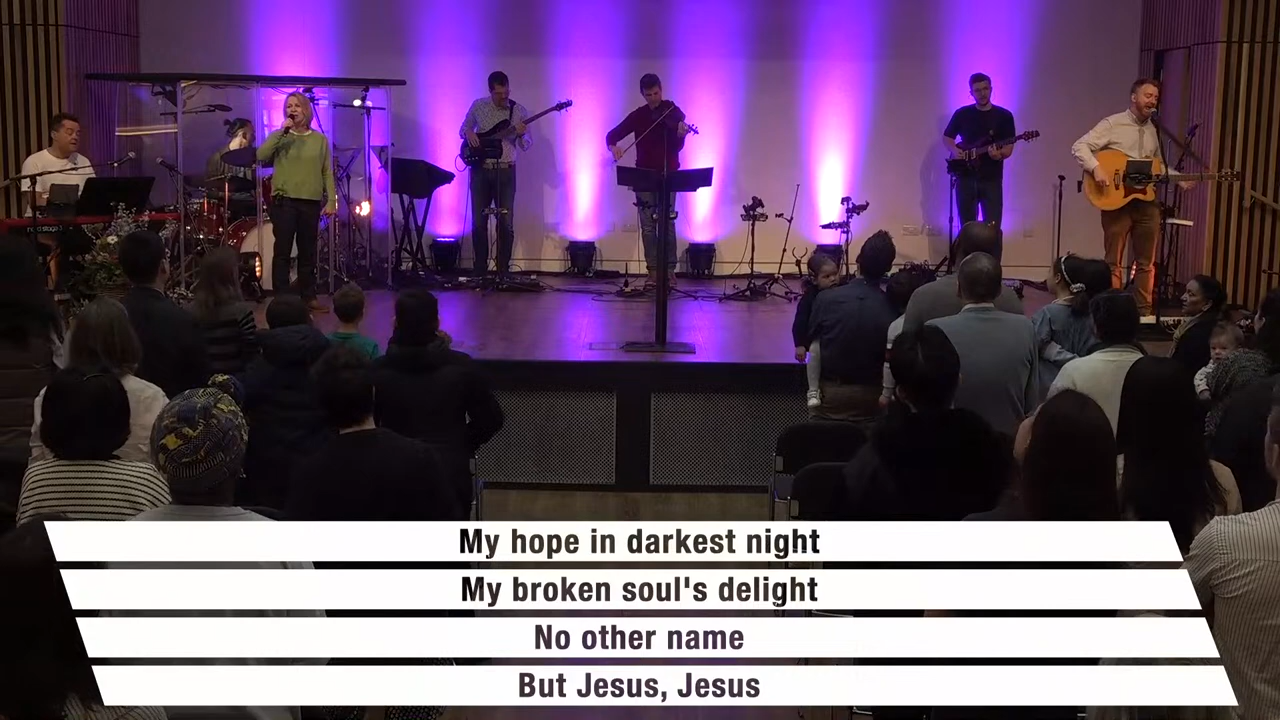 My hope in darkest night
My broken soul's delight
No other name
But Jesus, Jesus